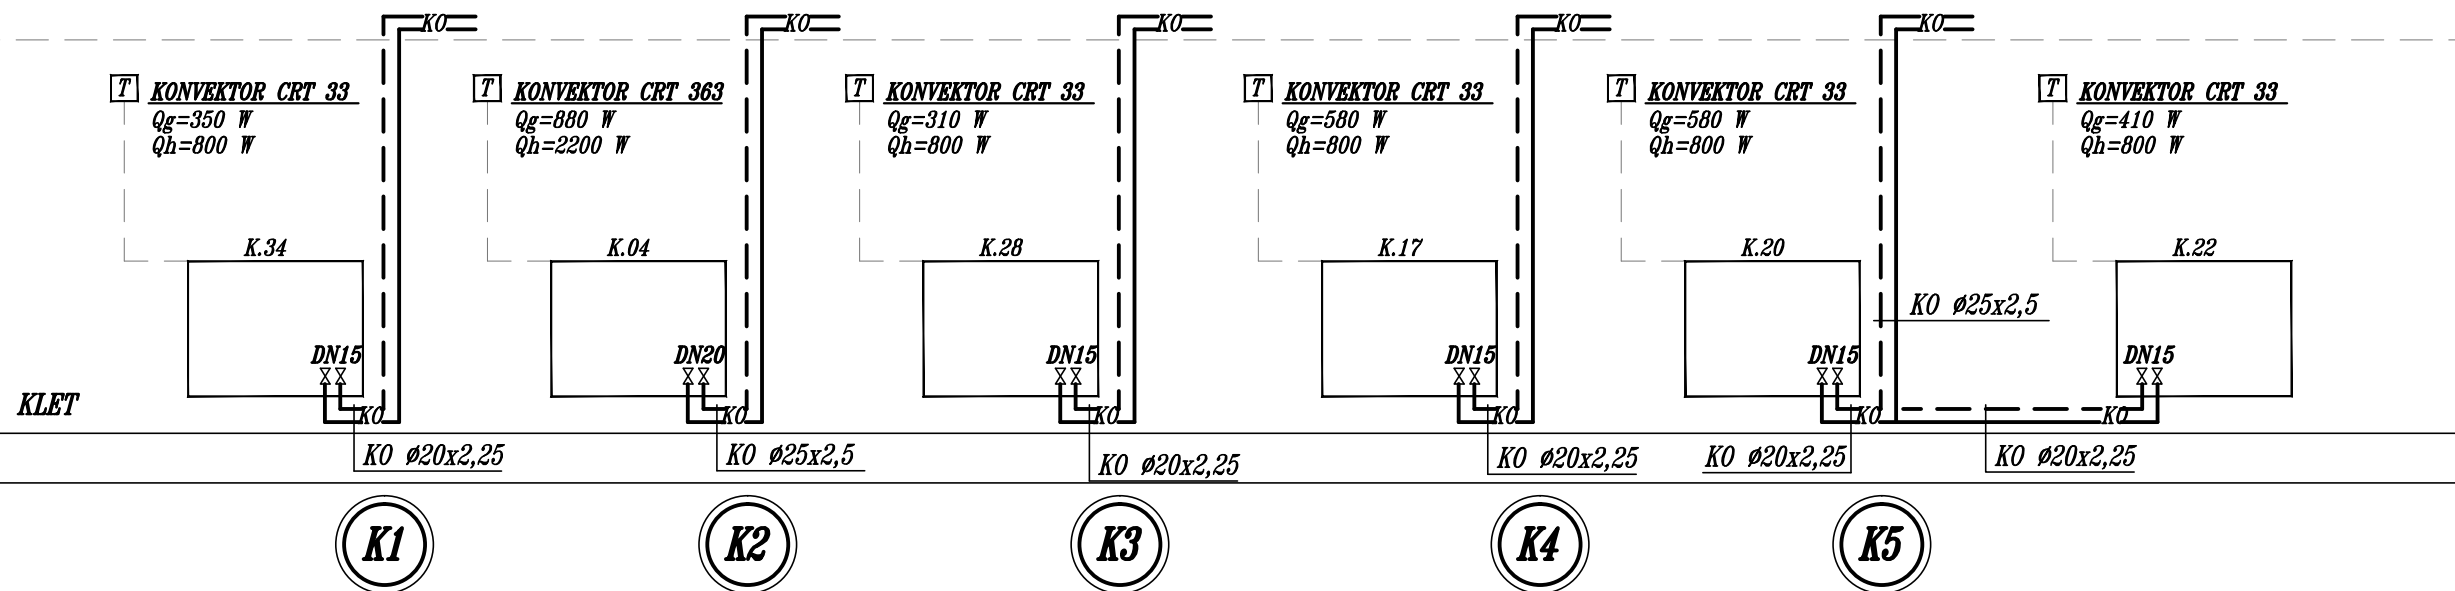 KO KO KO KO KO
T KONVEKTOR CRT 33
Qg=350 W
Qh=800 W
K.34
DN15
KO
KO ø20x2,25
K1
T KONVEKTOR CRT 363
Qg=880 W
Qh=2200 W
K.04
DN20
KO
KO ø25x2,5
K2
T KONVEKTOR CRT 33
Qg=310 W
Qh=800 W
K.28
DN15
KO
KO ø20x2,25
K3
T KONVEKTOR CRT 33
Qg=580 W
Qh=800 W
K.17
DN15
KO
KO ø20x2,25
K4
T KONVEKTOR CRT 33
Qg=580 W
Qh=800 W
K.20
DN15
KO
KO ø20x2,25
K5
KO ø25x2,5
T KONVEKTOR CRT 33
Qg=410 W
Qh=800 W
K.22
DN15
KO
KO ø20x2,25
KLET